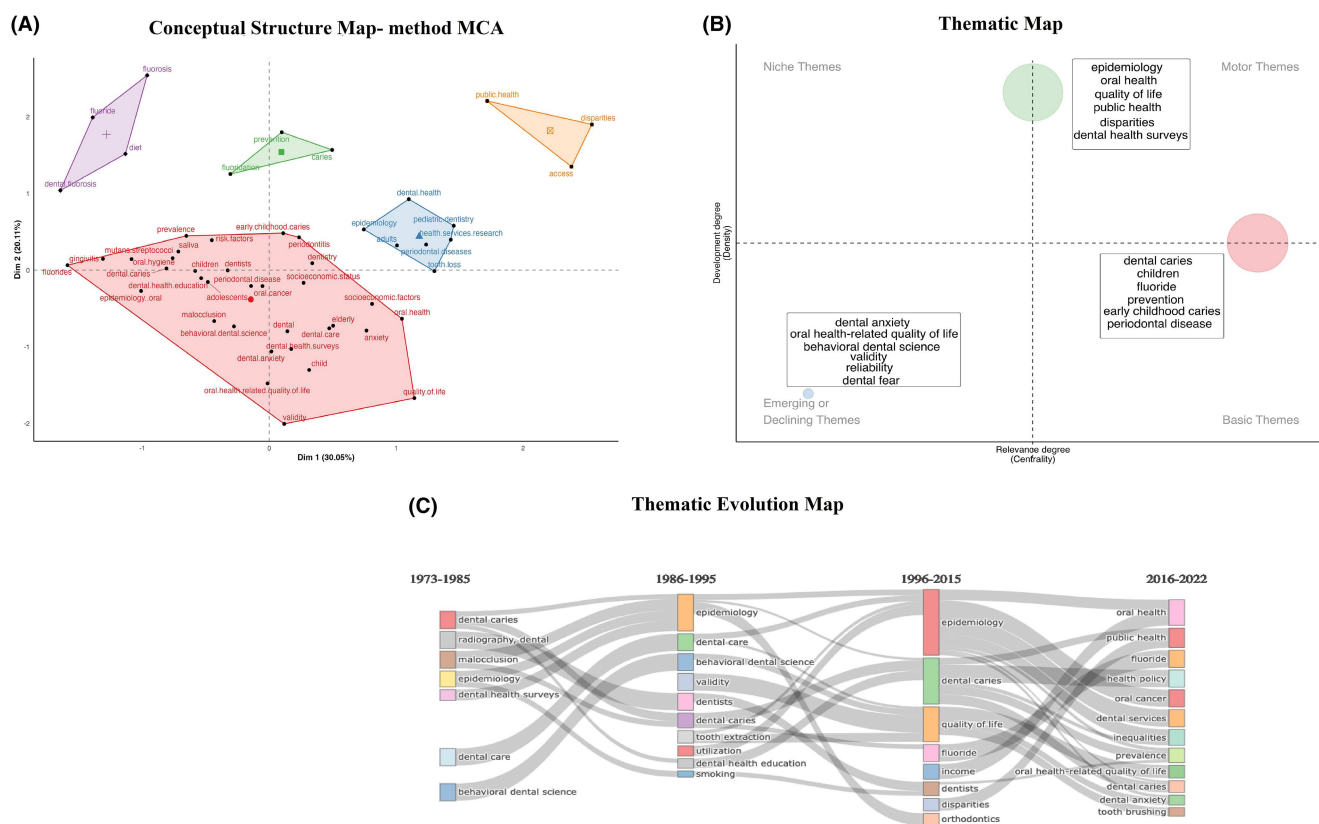 (A)
Conceptual Structure Map- method MCA
fluorosis
fluoride
diet
dental.fluorosis
prevention
fluoridation
caries
public.health
disparities
access
dental.health
epidemiology
pediatric.dentistry
adults
health.services.research
periodontal.diseases
tooth.loss
prevalence
early.childhood.caries
risk.factors
periodontitis
saliva
mutans.streptococci
gingivitis
oral.hygiene
dentistry
fluorides
dental.caries
children
dentists
socioeconomic.status
dental.health.education
periodontal.disease
epidemiology..oral
adolescents
oral.cancer
socioeconomic.factors
malocclusion
oral.health
behavioral.dental.science
dental
elderly
dental.care
anxiety
dental.health.surveys
dental.anxiety
child
oral.health.related.quality.of.life
quality.of.life
validity
2
1
0
-1
-2
-1
0
1
2
Dim 2 (20.11%)
Dim 1 (30.05%)
(B)
Thematic Map
Niche Themes
Motor Themes
epidemiology
oral health
quality of life
public health
disparities
dental health surveys
dental caries
children
fluoride
prevention
early childhood caries
periodontal disease
dental anxiety
oral health-related quality of life
behavioral dental science
validity
reliability
dental fear
Emerging or
Declining Themes
Basic Themes
Development degree
(Density)
Relevance degree
(Centrality)
(C)
Thematic Evolution Map
1973-1985
dental caries
radiography, dental
malocclusion
epidemiology
dental health surveys
dental care
behavioral dental science
1986-1995
epidemiology
dental care
behavioral dental science
validity
dentists
dental caries
tooth extraction
utilization
dental health education
smoking
1996-2015
epidemiology
dental caries
quality of life
fluoride
income
dentists
disparities
orthodontics
2016-2022
oral health
public health
fluoride
health policy
oral cancer
dental services
inequalities
prevalence
oral health-related quality of life
dental caries
dental anxiety
tooth brushing